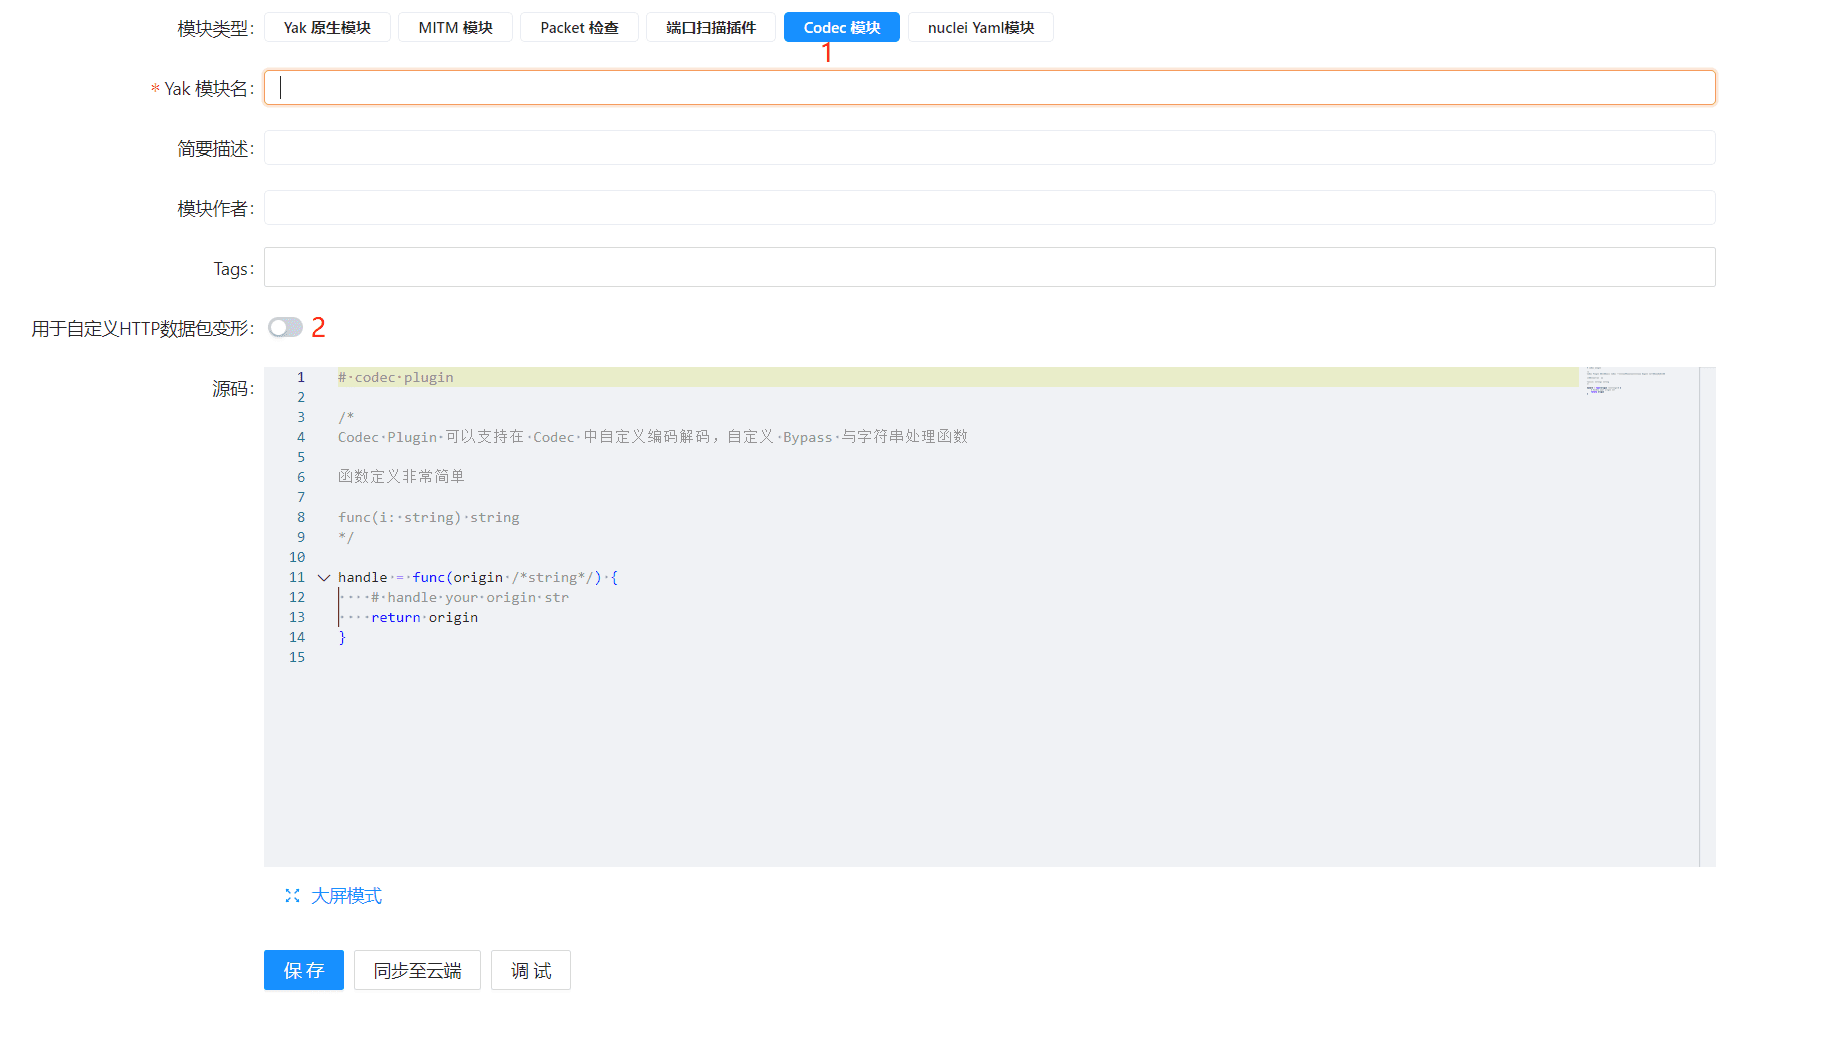 模块类型: Yak 原生模块 MITM 模块 Packet 检查 端口扫描插件 Codec 模块 nuclei Yaml模块
1
* Yak 模块名:
简要描述:
模块作者:
Tags:
用于自定义HTTP数据包变形: 2
源码:
1 # codec plugin
2
3 /*
4 Codec Plugin 可以支持在 Codec 中自定义编码解码，自定义 Bypass 与字符串处理函数
5
6 函数定义非常简单
7
8 func(i: string) string
9 */
10
11 handle = func(origin /*string*/) {
12 # handle your origin str
13 return origin
14 }
15
大屏模式
保存 同步至云端 调试